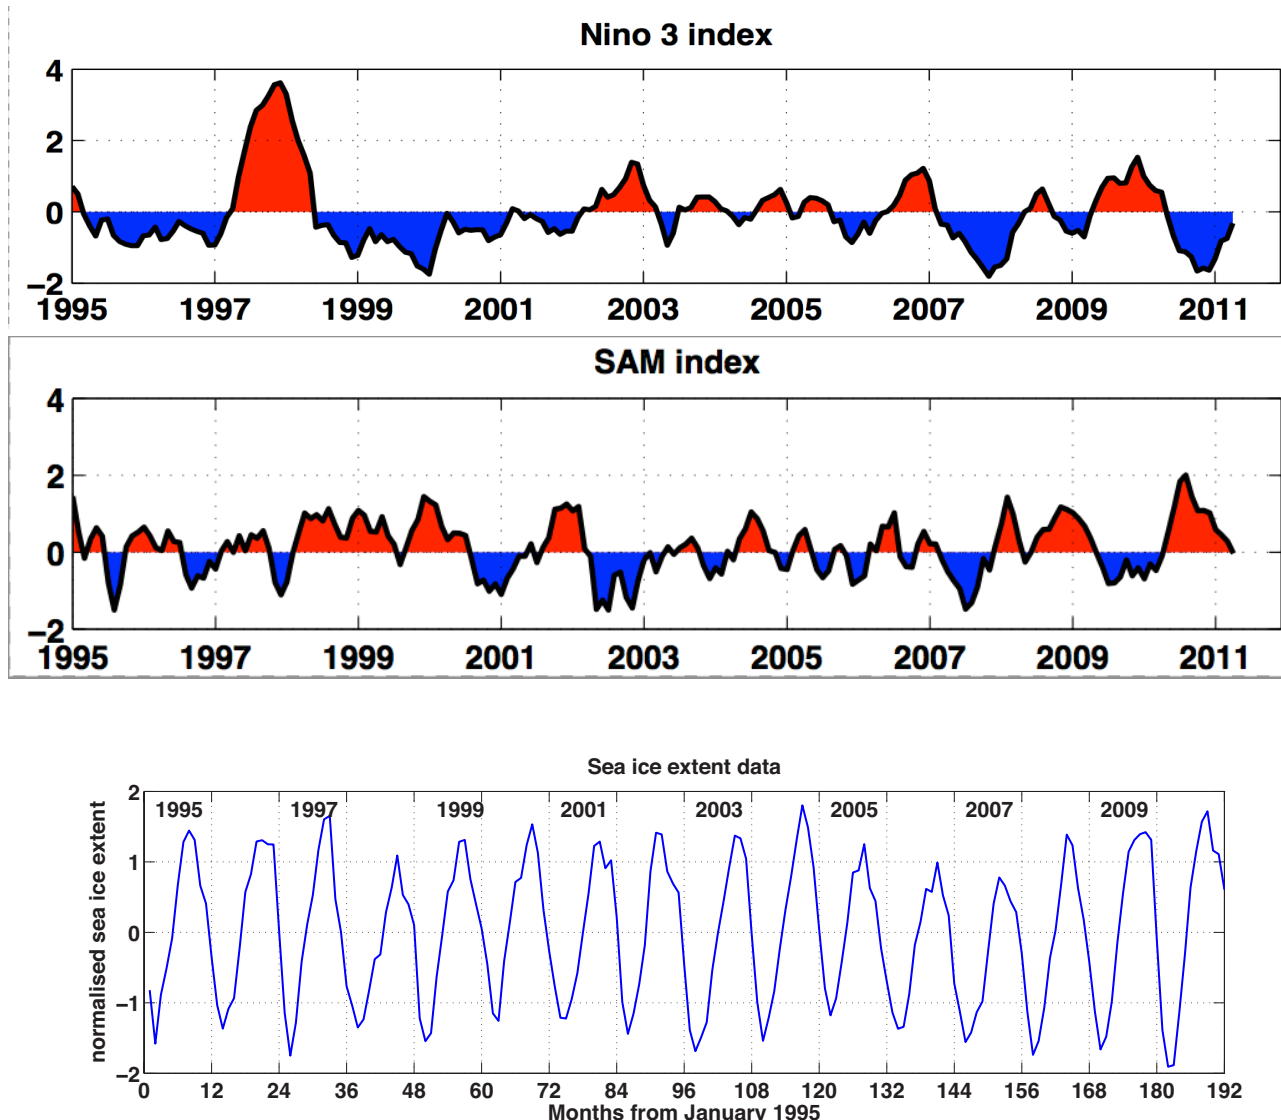 Nino 3 index
4
2
0
−2
1995 1997 1999 2001 2003 2005 2007 2009 2011
SAM index
4
2
0
−2
1995 1997 1999 2001 2003 2005 2007 2009 2011
Sea ice extent data
normalised sea ice extent
2
1995 1997 1999 2001 2003 2005 2007 2009
1
0
−1
−2
0 12 24 36 48 60 72 84 96 108 120 132 144 156 168 180 192
Months from January 1995